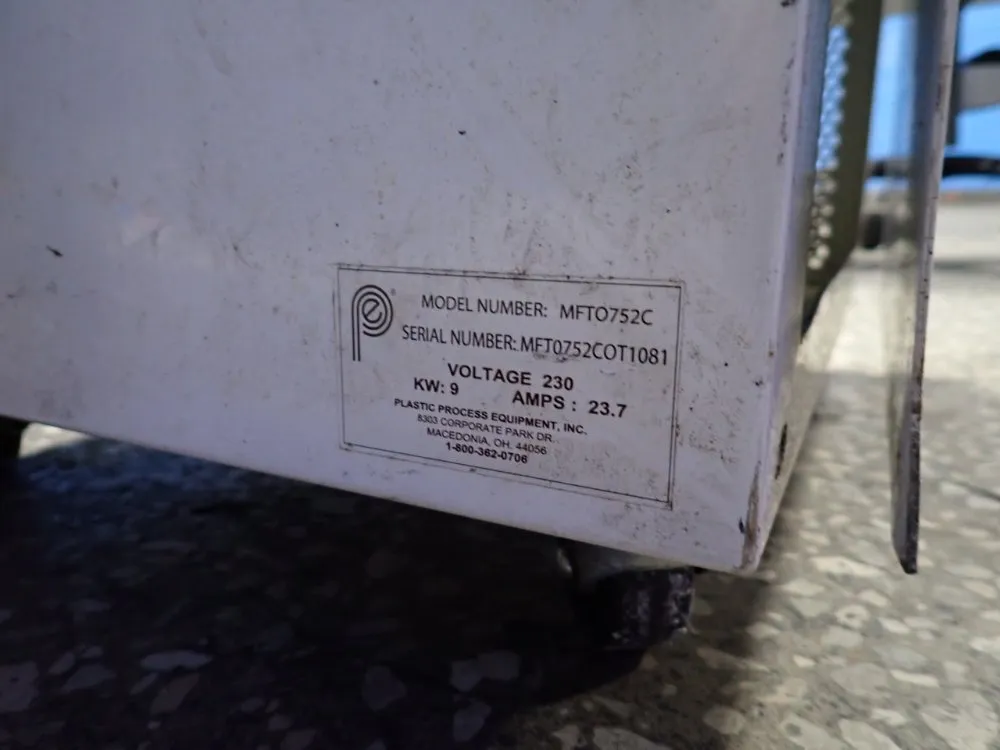 pe®
MODEL NUMBER: MFTO752C
SERIAL NUMBER: MFT0752COT1081
VOLTAGE 230
KW: 9 AMPS : 23.7
PLASTIC PROCESS EQUIPMENT, INC.
8303 CORPORATE PARK DR.
MACEDONIA, OH. 44056
1-800-362-0706